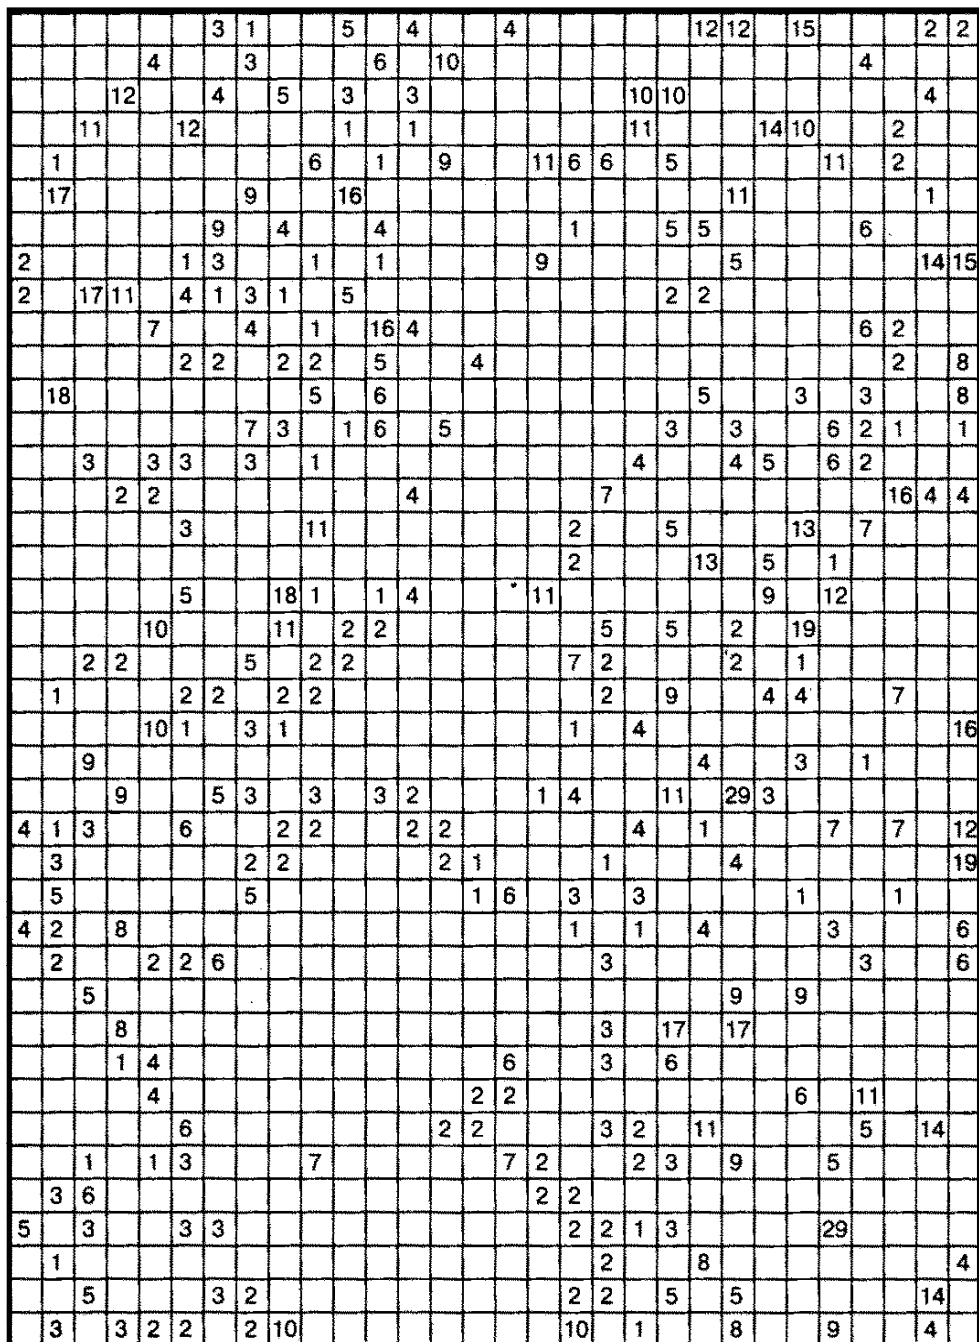 3 1 5 4 4 12 12 15 2 2
4 3 6 10 4
12 4 5 3 3 10 10 4
11 12 1 1 11 14 10 2
1 6 1 9 11 6 6 5 11 2
17 9 16 11 1
9 4 4 1 5 5 6
2 1 3 1 1 9 5 14 15
2 17 11 4 1 3 1 5 2 2
7 4 1 16 4 6 2
2 2 2 2 5 4 2 8
18 5 6 5 3 3 8
7 3 1 6 5 3 3 6 2 1 1
3 3 3 3 1 4 4 5 6 2
2 2 4 7 16 4 4
3 11 2 5 13 7
2 13 5 1
5 18 1 1 4 11 9 12
10 11 2 2 5 5 2 19
2 2 5 2 2 7 2 2 1
1 2 2 2 2 2 9 4 4 7
10 1 3 1 1 4 16
9 4 3 1
9 5 3 3 3 2 1 4 11 29 3
4 1 3 6 2 2 2 2 4 1 7 7 12
3 2 2 2 1 1 4 19
5 5 1 6 3 3 1 1
4 2 8 1 1 4 3 6
2 2 2 6 3 3 6
5 9 9
8 3 17 17
1 4 6 3 6
4 2 2 6 11
6 2 2 3 2 11 5 14
1 1 3 7 7 2 2 3 9 5
3 6 2 2
5 3 3 3 2 2 1 3 29
1 2 8 4
5 3 2 2 2 5 5 14
3 3 2 2 2 10 10 1 8 9 4